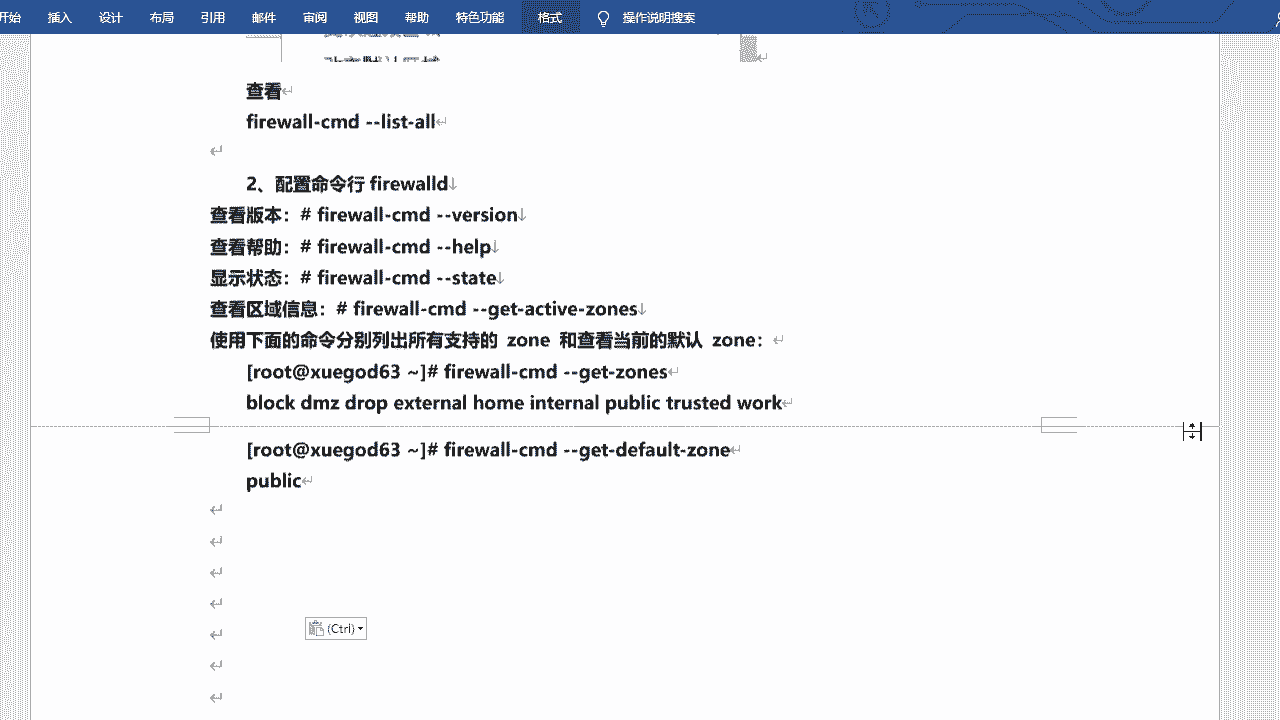 开始 插入 设计 布局 引用 邮件 审阅 视图 帮助 特色功能 格式 操作说明搜索
查看
firewall-cmd --list-all
2、配置命令行 firewalld
查看版本：# firewall-cmd --version
查看帮助：# firewall-cmd --help
显示状态：# firewall-cmd --state
查看区域信息：# firewall-cmd --get-active-zones
使用下面的命令分别列出所有支持的 zone 和查看当前的默认 zone：
[root@xuegod63 ~]# firewall-cmd --get-zones
block dmz drop external home internal public trusted work
[root@xuegod63 ~]# firewall-cmd --get-default-zone
public
(Ctrl)